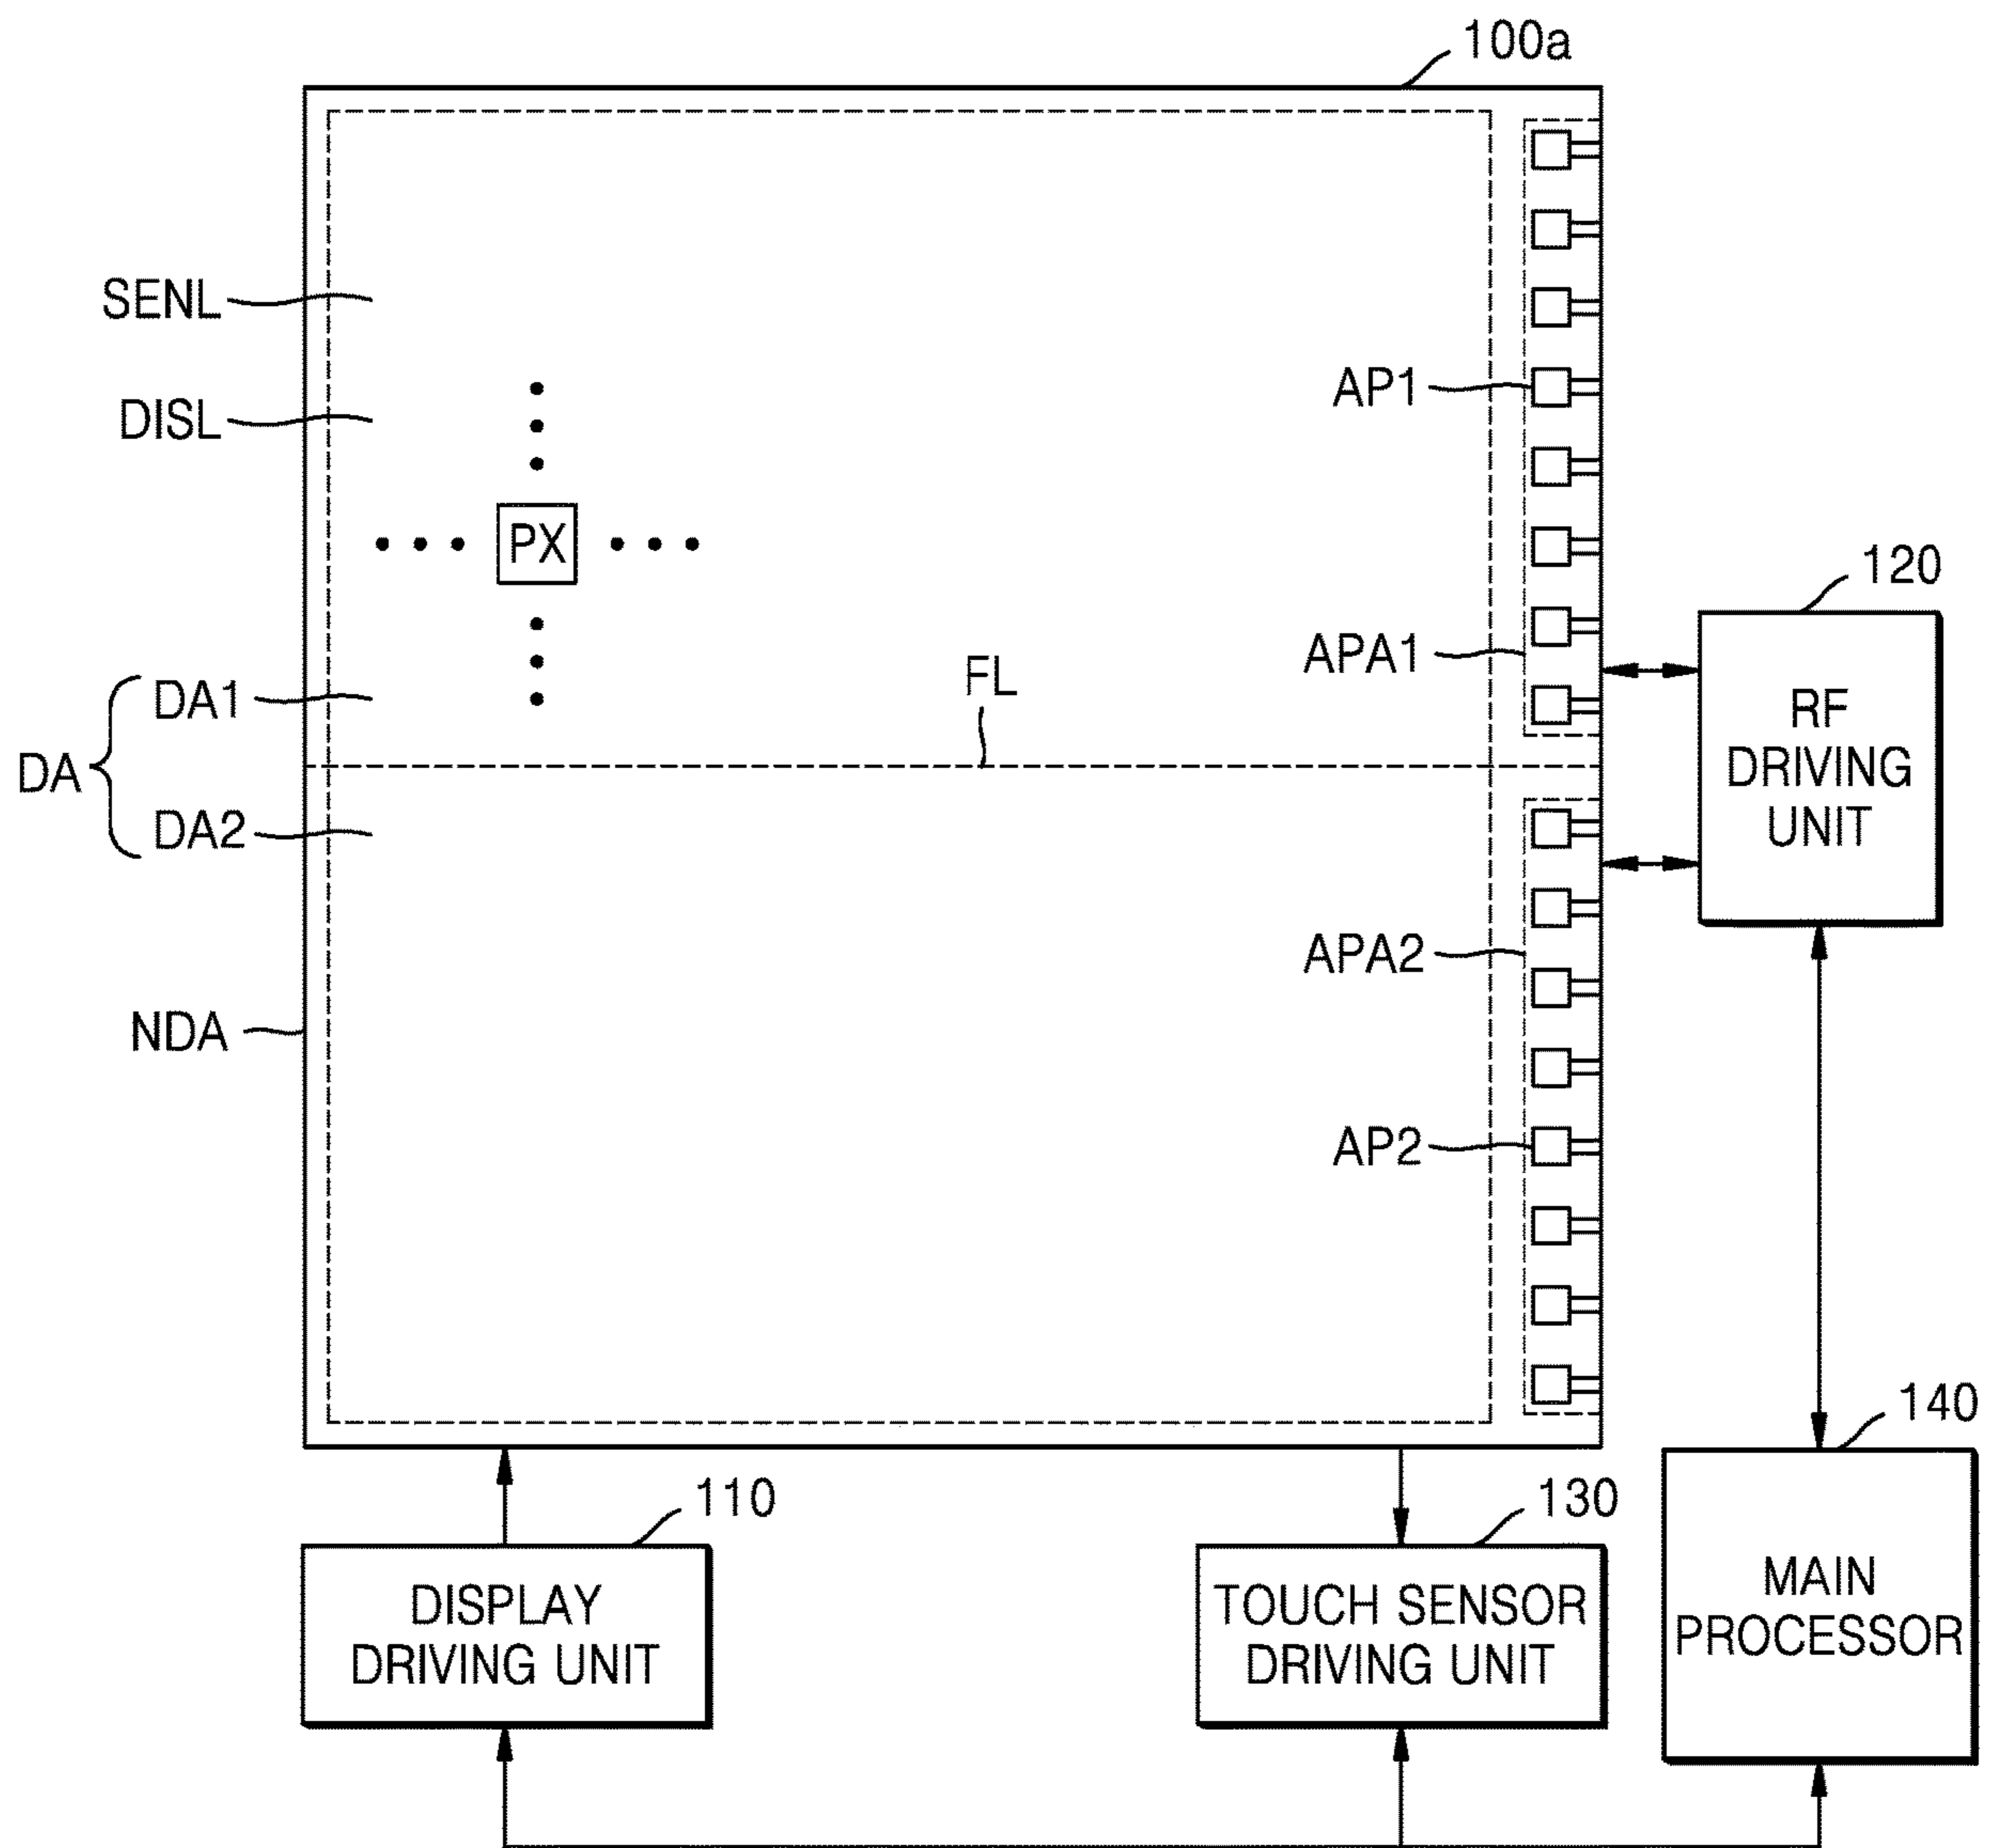 100a
SENL
DISL
AP1
PX
120
APA1
FL
DA1
DA
DA2
RF
DRIVING
UNIT
APA2
NDA
AP2
140
110
130
DISPLAY
DRIVING UNIT
TOUCH SENSOR
DRIVING UNIT
MAIN
PROCESSOR